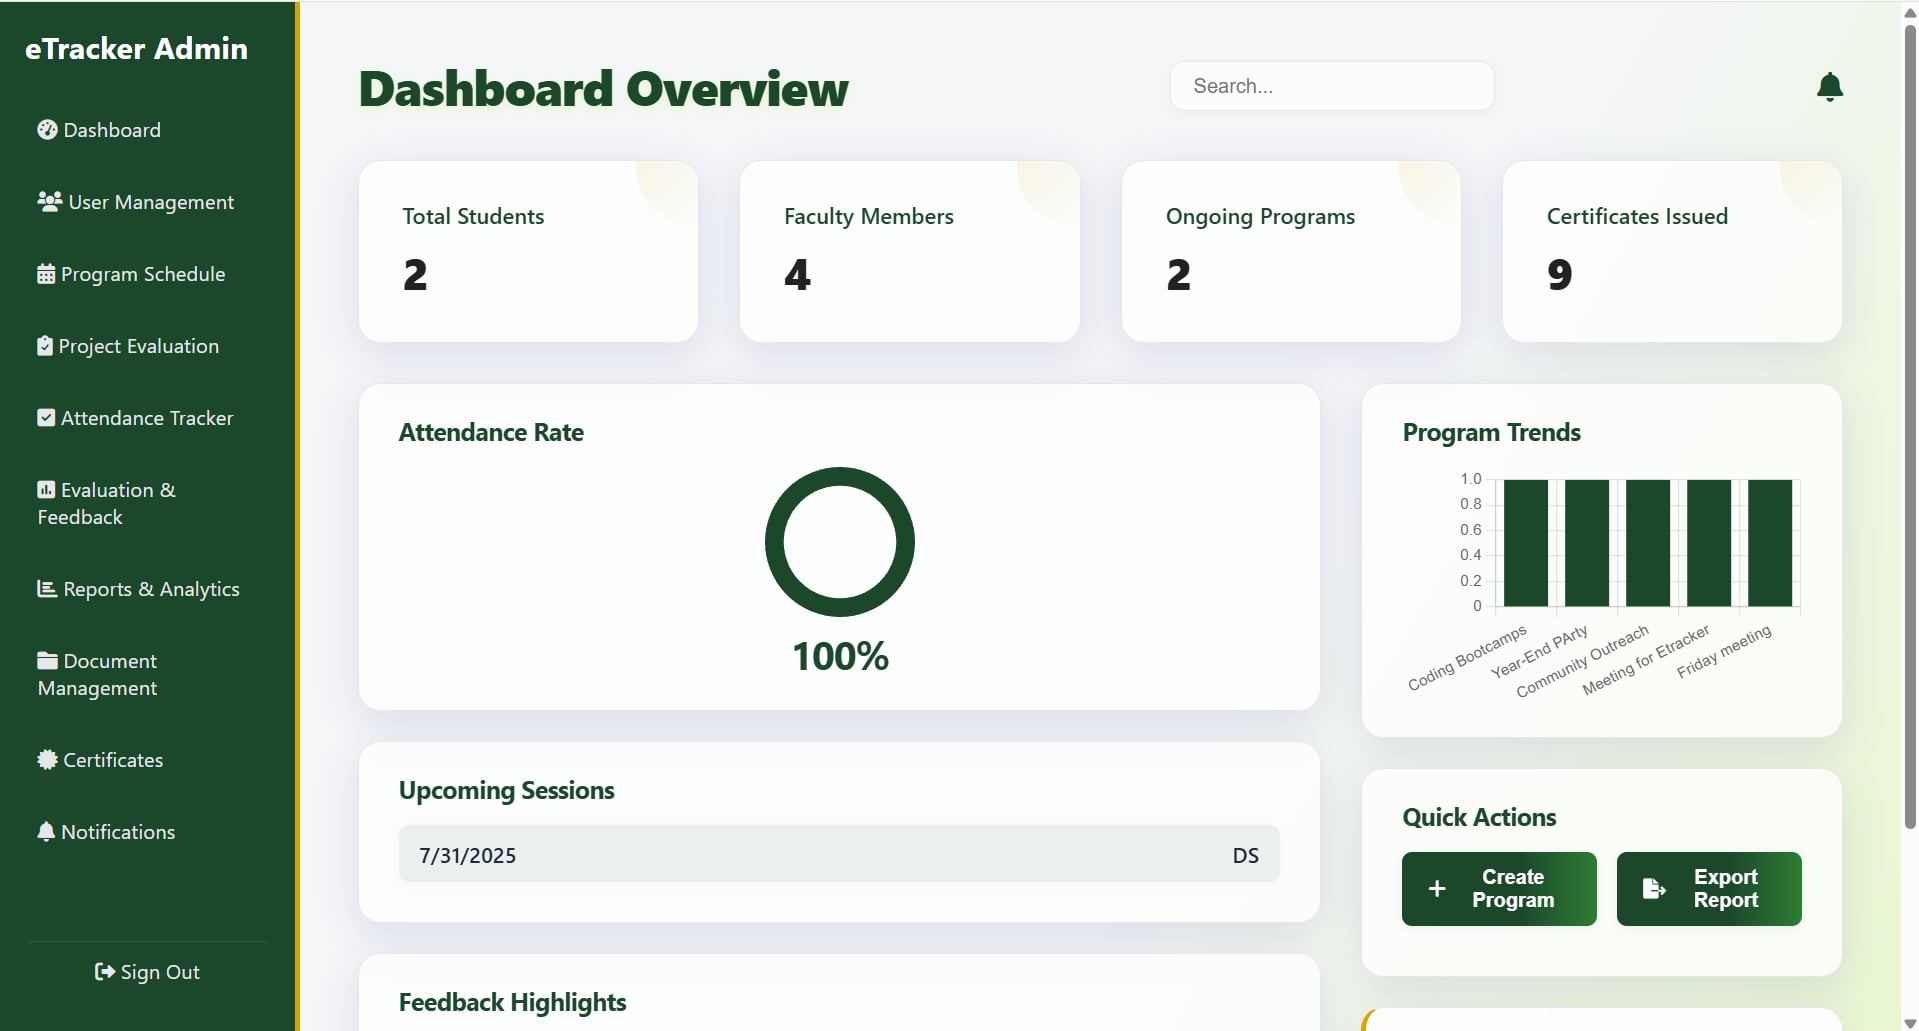 eTracker Admin
Dashboard
User Management
Program Schedule
Project Evaluation
Attendance Tracker
Evaluation &
Feedback
Reports & Analytics
Document
Management
Certificates
Notifications
Sign Out
Dashboard Overview
Search...
Total Students
2
Faculty Members
4
Ongoing Programs
2
Certificates Issued
9
Attendance Rate
100%
Program Trends
1.0
0.8
0.6
0.4
0.2
0
Coding Bootcamps
Year-End PArty
Community Outreach
Meeting for Etracker
Friday meeting
Upcoming Sessions
7/31/2025 DS
Quick Actions
Create
Program
Export
Report
Feedback Highlights